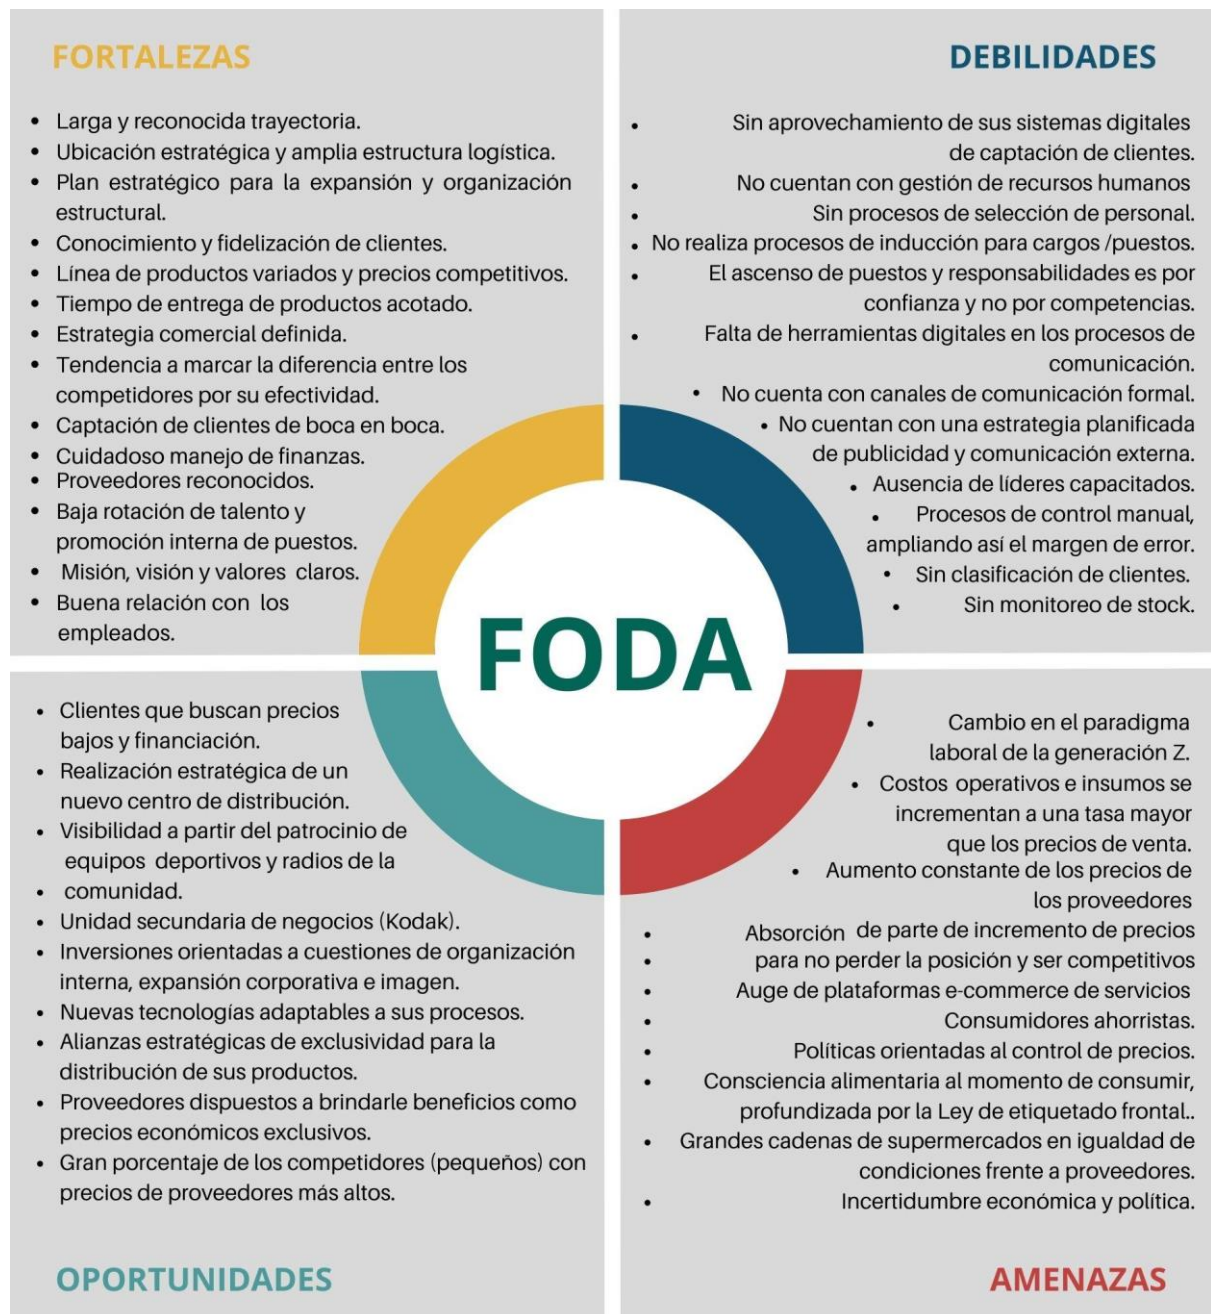 FORTALEZAS
• Larga y reconocida trayectoria.
• Ubicación estratégica y amplia estructura logística.
• Plan estratégico para la expansión y organización
estructural.
• Conocimiento y fidelización de clientes.
• Línea de productos variados y precios competitivos.
• Tiempo de entrega de productos acotado.
• Estrategia comercial definida.
• Tendencia a marcar la diferencia entre los
competidores por su efectividad.
• Captación de clientes de boca en boca.
• Cuidadoso manejo de finanzas.
• Proveedores reconocidos.
• Baja rotación de talento y
promoción interna de puestos.
• Misión, visión y valores claros.
• Buena relación con los
empleados.
DEBILIDADES
• Sin aprovechamiento de sus sistemas digitales
de captación de clientes.
• No cuentan con gestión de recursos humanos
• Sin procesos de selección de personal.
• No realiza procesos de inducción para cargos /puestos.
• El ascenso de puestos y responsabilidades es por
confianza y no por competencias.
• Falta de herramientas digitales en los procesos de
comunicación.
• No cuenta con canales de comunicación formal.
• No cuentan con una estrategia planificada
de publicidad y comunicación externa.
• Ausencia de líderes capacitados.
• Procesos de control manual,
ampliando así el margen de error.
• Sin clasificación de clientes.
• Sin monitoreo de stock.
FODA
• Clientes que buscan precios
bajos y financiación.
• Realización estratégica de un
nuevo centro de distribución.
• Visibilidad a partir del patrocinio de
equipos deportivos y radios de la
• comunidad.
• Unidad secundaria de negocios (Kodak).
• Inversiones orientadas a cuestiones de organización
interna, expansión corporativa e imagen.
• Nuevas tecnologías adaptables a sus procesos.
• Alianzas estratégicas de exclusividad para la
distribución de sus productos.
• Proveedores dispuestos a brindarle beneficios como
precios económicos exclusivos.
• Gran porcentaje de los competidores (pequeños) con
precios de proveedores más altos.
OPORTUNIDADES
• Cambio en el paradigma
laboral de la generación Z.
• Costos operativos e insumos se
incrementan a una tasa mayor
que los precios de venta.
• Aumento constante de los precios de
los proveedores
• Absorción de parte de incremento de precios
• para no perder la posición y ser competitivos
• Auge de plataformas e-commerce de servicios
• Consumidores ahorristas.
• Políticas orientadas al control de precios.
• Consciencia alimentaria al momento de consumir,
profundizada por la Ley de etiquetado frontal..
• Grandes cadenas de supermercados en igualdad de
condiciones frente a proveedores.
• Incertidumbre económica y política.
AMENAZAS